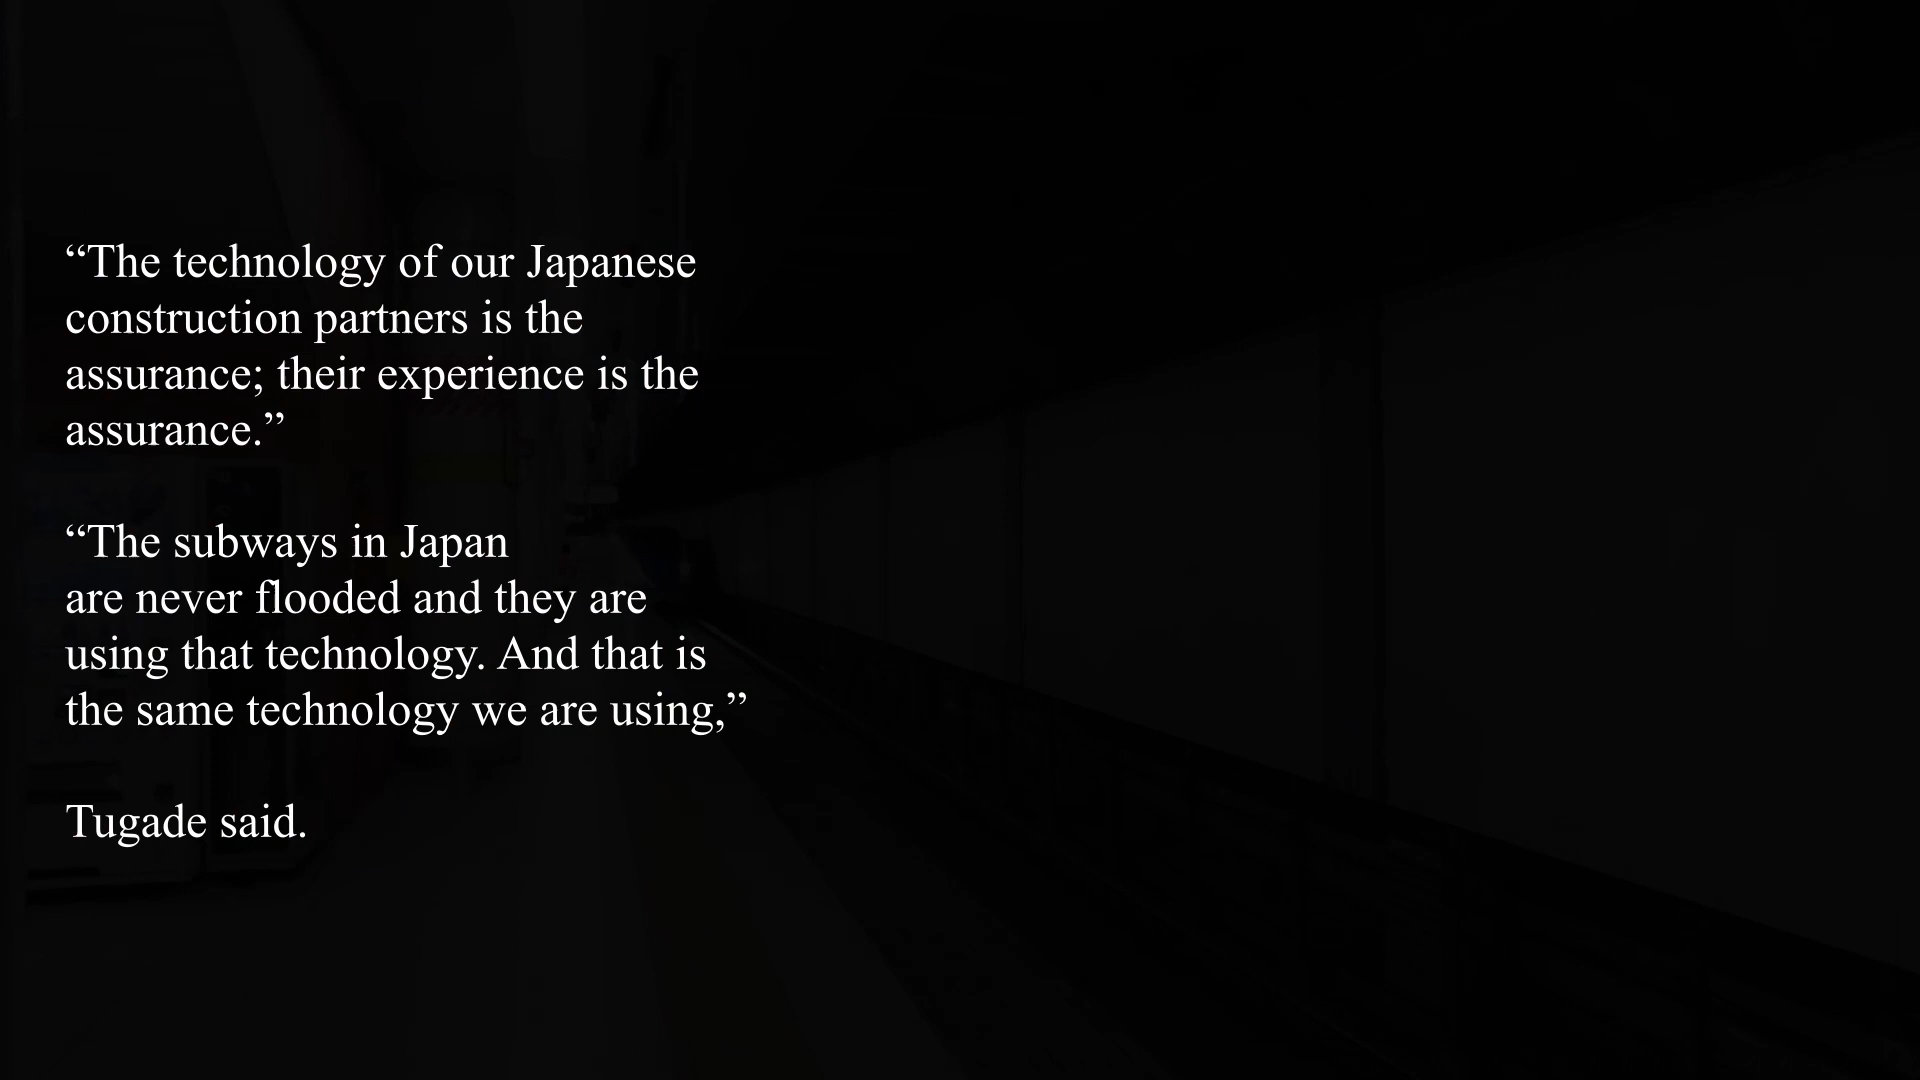 “The technology of our Japanese
construction partners is the
assurance; their experience is the
assurance.”
“The subways in Japan
are never flooded and they are
using that technology. And that is
the same technology we are using,”
Tugade said.